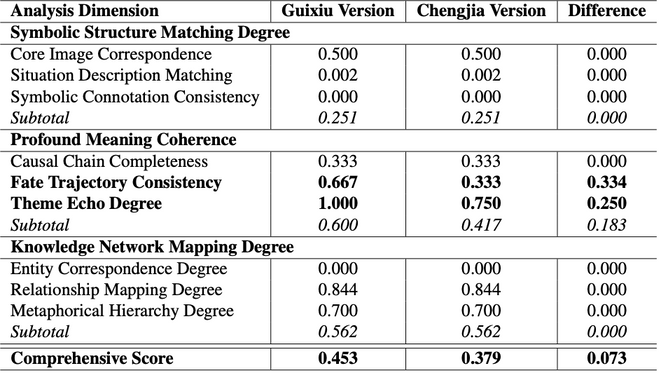 Analysis Dimension Guixiu Version Chengjia Version Difference
Symbolic Structure Matching Degree
Core Image Correspondence 0.500 0.500 0.000
Situation Description Matching 0.002 0.002 0.000
Symbolic Connotation Consistency 0.000 0.000 0.000
Subtotal 0.251 0.251 0.000
Profound Meaning Coherence
Causal Chain Completeness 0.333 0.333 0.000
Fate Trajectory Consistency 0.667 0.333 0.334
Theme Echo Degree 1.000 0.750 0.250
Subtotal 0.600 0.417 0.183
Knowledge Network Mapping Degree
Entity Correspondence Degree 0.000 0.000 0.000
Relationship Mapping Degree 0.844 0.844 0.000
Metaphorical Hierarchy Degree 0.700 0.700 0.000
Subtotal 0.562 0.562 0.000
Comprehensive Score 0.453 0.379 0.073